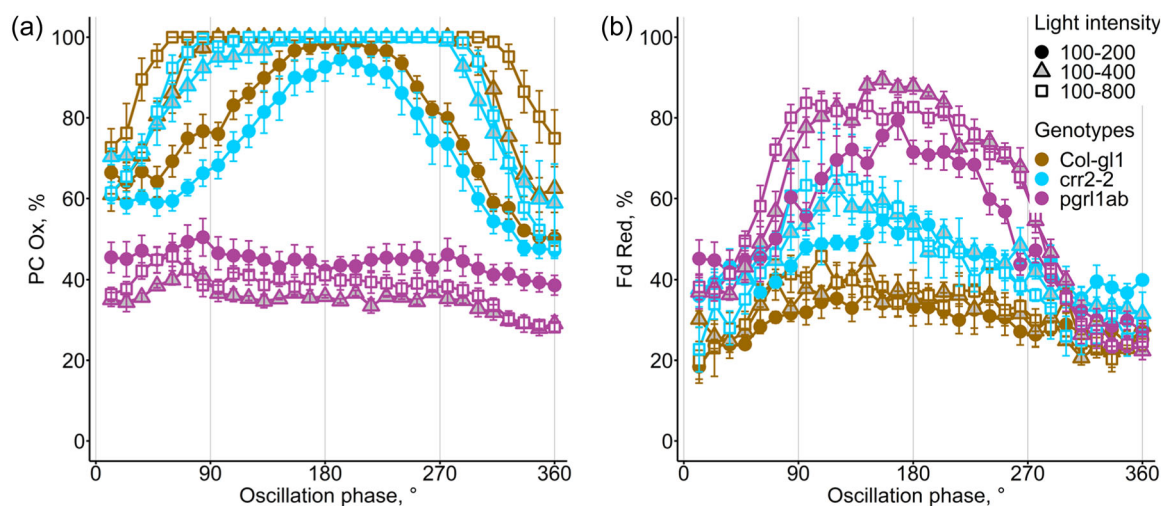 (a)
PC Ox, %
100
80
60
40
20
0
0 90 180 270 360
Oscillation phase, °
(b)
Fd Red, %
100
80
60
40
20
0
0 90 180 270 360
Oscillation phase, °
Light intensity
100-200
100-400
100-800
Genotypes
Col-gl1
crr2-2
pgrl1ab